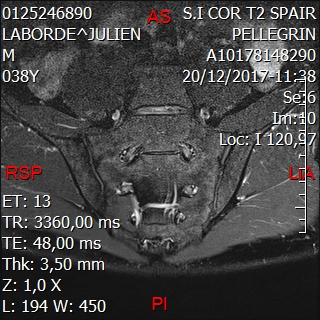 0125246890
LABORDE^JULIEN
M
038Y
AS
S.I COR T2 SPAIR
PELLEGRIN
A10178148290
20/12/2017-11:38
Se:6
Im:10
Loc: I 120,97
RSP
LIA
ET: 13
TR: 3360,00 ms
TE: 48,00 ms
Thk: 3,50 mm
Z: 1,0 X
L: 194 W: 450
PI